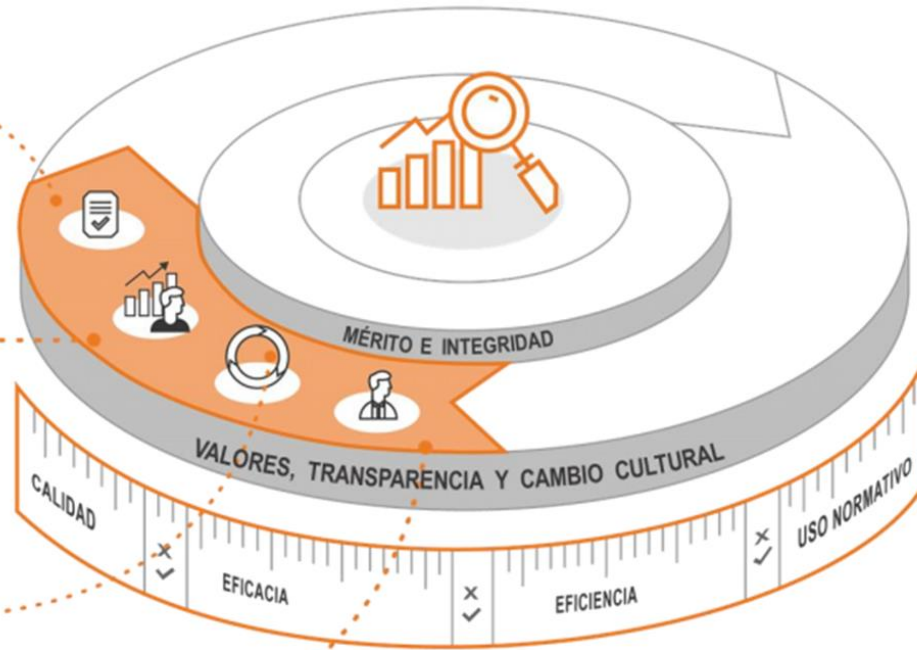 MÉRITO E INTEGRIDAD
VALORES, TRANSPARENCIA Y CAMBIO CULTURAL
CALIDAD
EFICACIA
EFICIENCIA
USO NORMATIVO